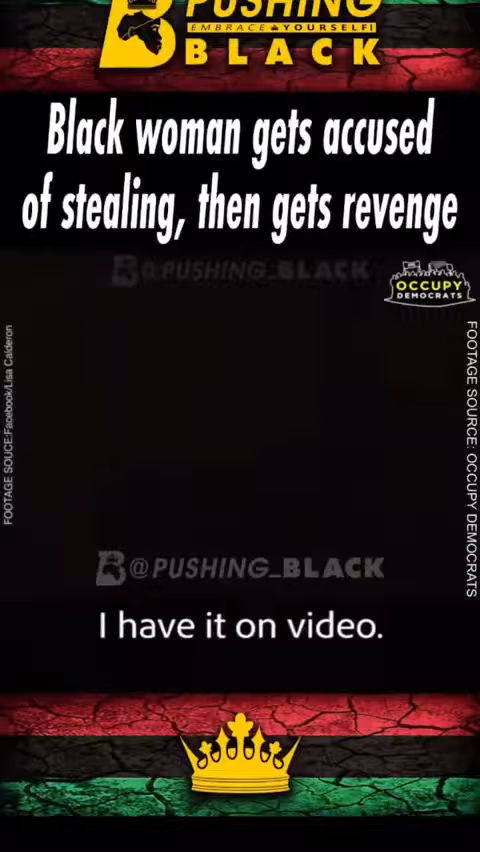 PUSHING
EMBRACE YOURSELF!
BLACK
Black woman gets accused
of stealing, then gets revenge
@PUSHING_BLACK
OCCUPY
DEMOCRATS
FOOTAGE SOUCE:Facebook/Lisa Calderon
FOOTAGE SOURCE: OCCUPY DEMOCRATS
@PUSHING_BLACK
I have it on video.